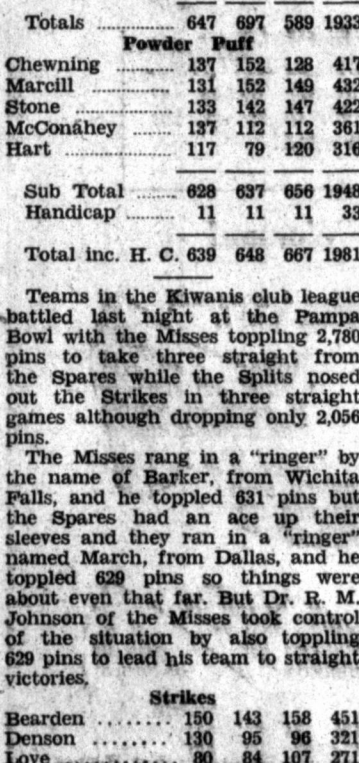 Totals ............ 647 697 589 1933
Powder Puff
Chewning ......... 137 152 128 417
Marcill ............ 131 152 149 432
Stone .............. 133 142 147 422
McConahey ....... 137 112 112 361
Hart ................ 117 79 120 316
Sub Total ....... 628 637 656 1948
Handicap ......... 11 11 11 33
Total inc. H. C. 639 648 667 1981
Teams in the Kiwanis club league
battled last night at the Pampa
Bowl with the Misses toppling 2,780
pins to take three straight from
the Spares while the Splits nosed
out the Strikes in three straight
games although dropping only 2,056
pins.
The Misses rang in a "ringer" by
the name of Barker, from Wichita
Falls, and he toppled 631 pins but
the Spares had an ace up their
sleeves and they ran in a "ringer"
named March, from Dallas, and he
toppled 629 pins so things were
about even that far. But Dr. R. M.
Johnson of the Misses took control
of the situation by also toppling
629 pins to lead his team to straight
victories.
Strikes
Bearden ........ 150 143 158 451
Denson ........ 130 95 96 321
Love ............ 80 84 107 271